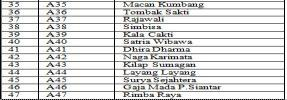 35 A35 Macan Kumbang
36 A36 Tombak Sakti
37 A37 Rajawali
38 A38 Simbisa
39 A39 Kala Cakti
40 A40 Satria Wibawa
41 A41 Dhira Dharma
42 A42 Naga Karimata
43 A43 Kilap Sumagan
44 A44 Layang Layang
45 A45 Surya Sejahtera
46 A46 Gaja Mada P.Siantar
47 A47 Rimba Raya